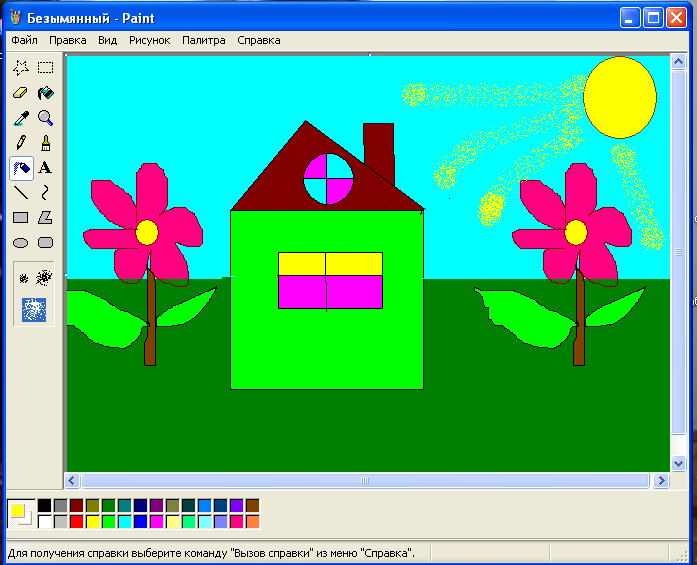 Безымянный - Paint
Файл Правка Вид Рисунок Палитра Справка
A
Для получения справки выберите команду "Вызов справки" из меню "Справка".